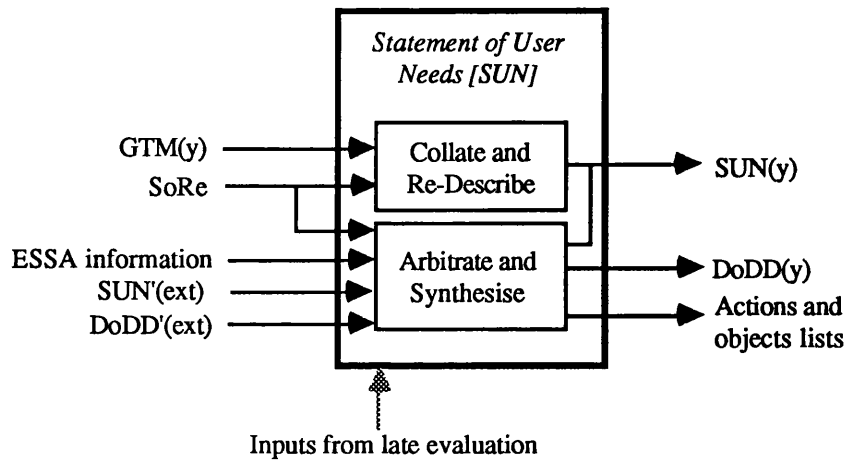 Statement of User
Needs [SUN]
GTM(y)
SoRe
Collate and
Re-Describe
SUN(y)
ESSA information
SUN'(ext)
DoDD'(ext)
Arbitrate and
Synthesise
DoDD(y)
Actions and
objects lists
Inputs from late evaluation